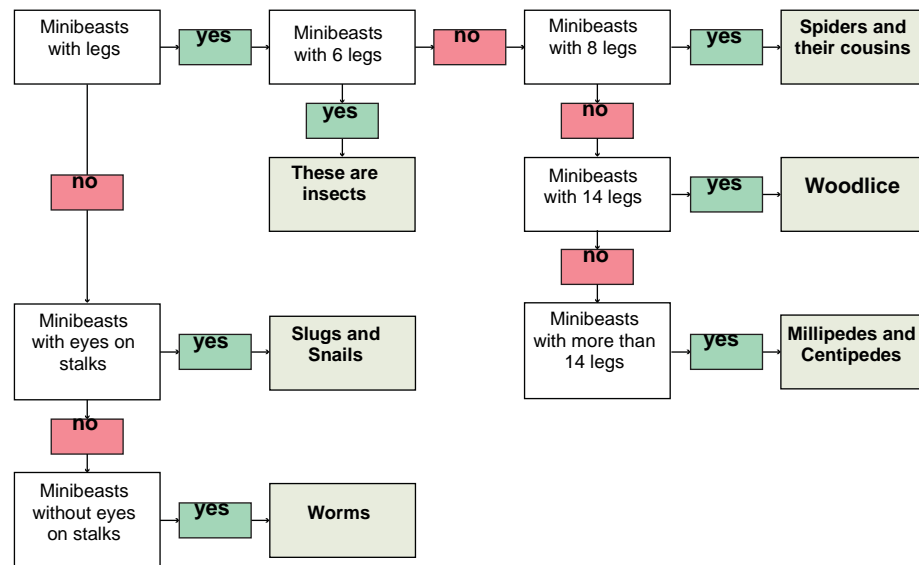 Minibeasts
with legs
yes
Minibeasts
with 6 legs
no
Minibeasts
with 8 legs
yes
Spiders and
their cousins
yes
no
These are
insects
Minibeasts
with 14 legs
yes
Woodlice
no
no
Minibeasts
with eyes on
stalks
yes
Slugs and
Snails
Minibeasts
with more than
14 legs
yes
Millipedes and
Centipedes
no
Minibeasts
without eyes
on stalks
yes
Worms